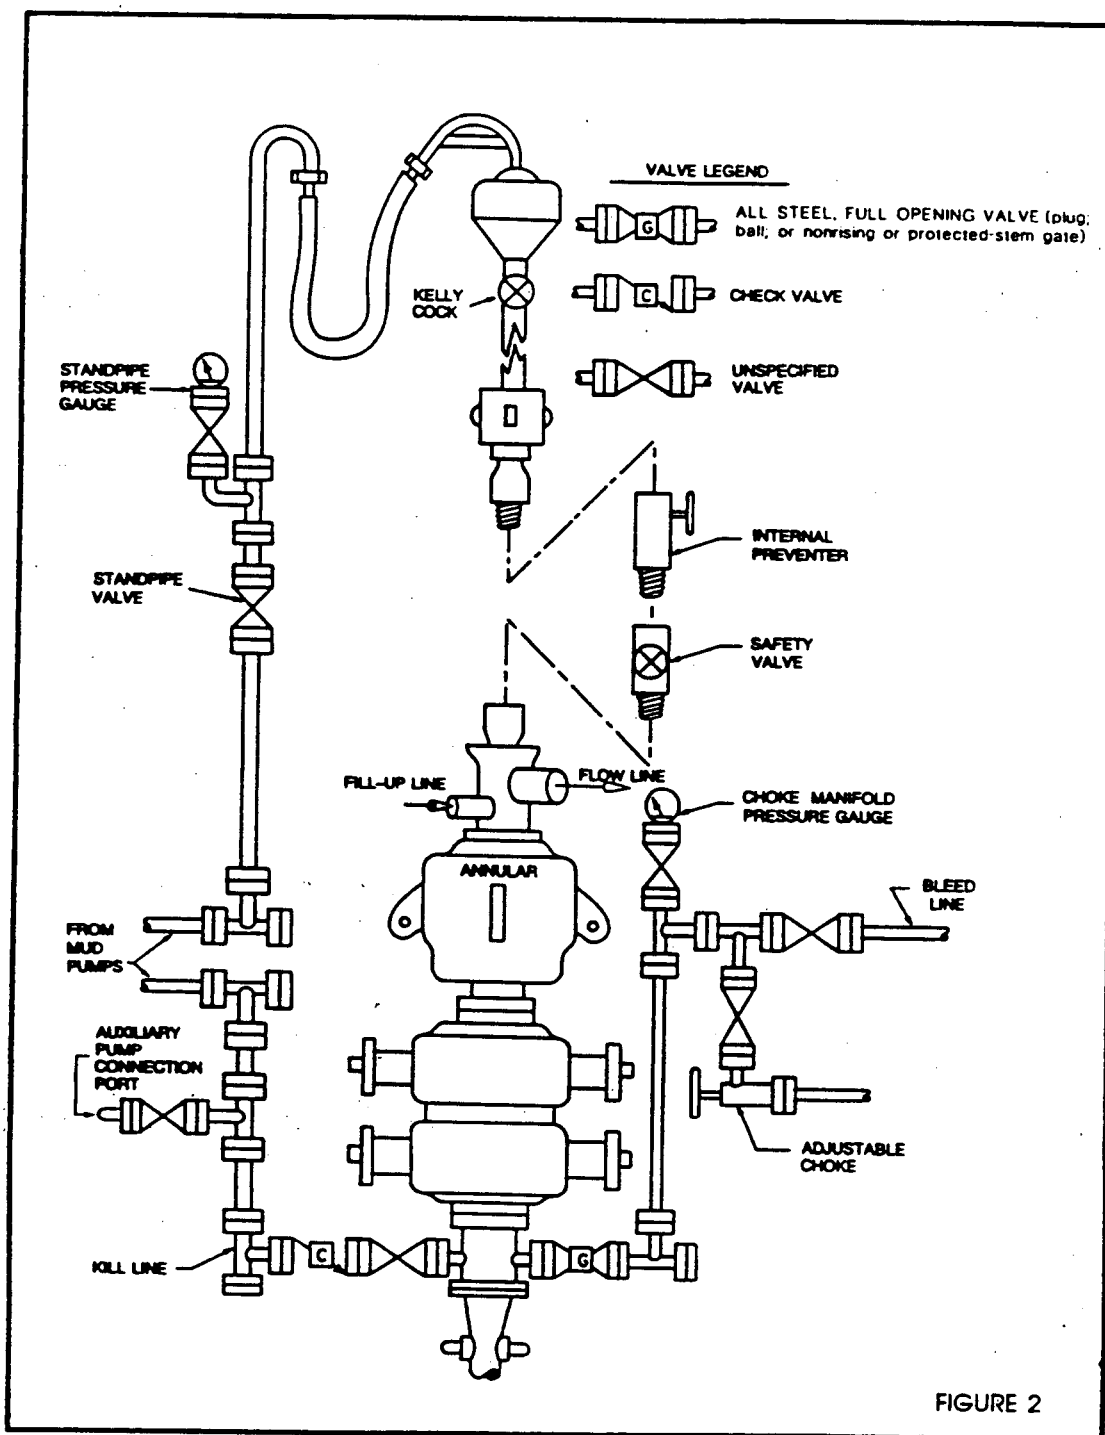 VALVE LEGEND
G
ALL STEEL, FULL OPENING VALVE (plug;
ball; or nonrising or protected-stem gate)
C
CHECK VALVE
UNSPECIFIED
VALVE
KELLY
COCK
STANDPIPE
PRESSURE
GAUGE
INTERNAL
PREVENTER
STANDPIPE
VALVE
SAFETY
VALVE
FILL-UP LINE
FLOW LINE
CHOKE MANIFOLD
PRESSURE GAUGE
ANNULAR
BLEED
LINE
FROM
MUD
PUMPS
AUXILIARY
PUMP
CONNECTION
PORT
ADJUSTABLE
CHOKE
KILL LINE
C
G
FIGURE 2